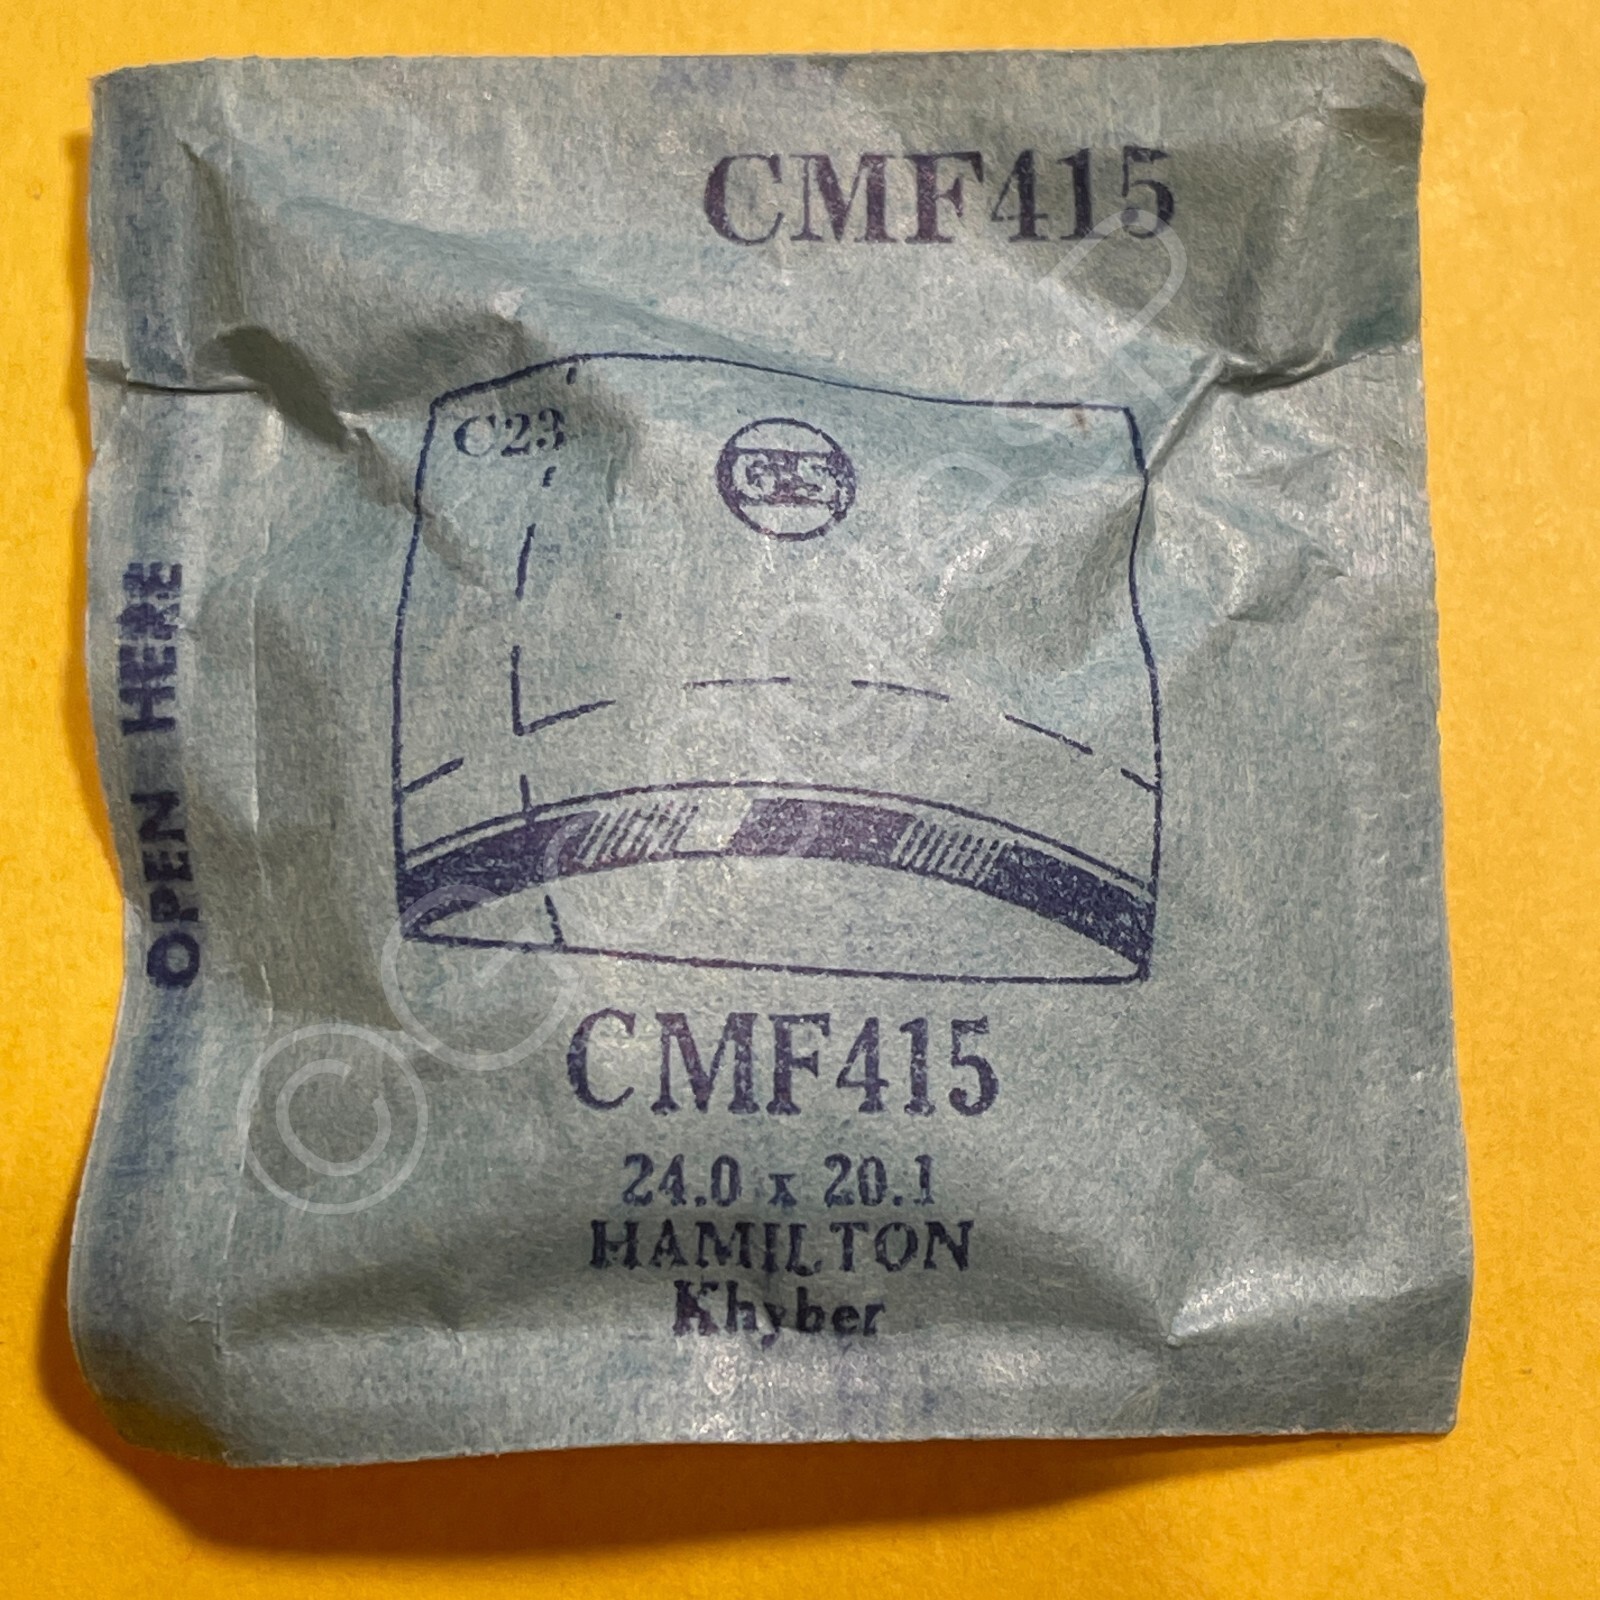 CMF415
C23
G-S
OPEN HERE
CMF415
24.0 x 20.1
HAMILTON
Khyber